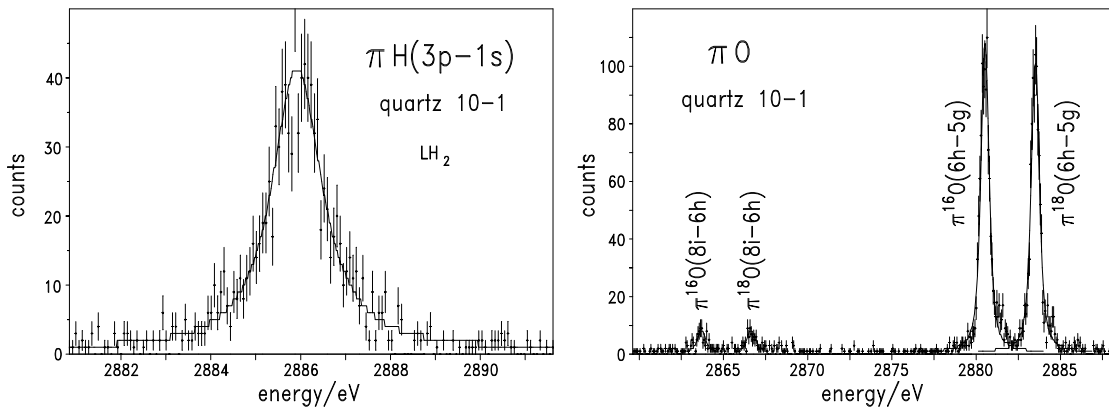 π H(3p−1s)
quartz 10−1
LH₂
counts
40
30
20
10
0
2882
2884
2886
2888
2890
energy/eV
π O
quartz 10−1
π¹⁶O(8i−6h)
π¹⁸O(8i−6h)
π¹⁶O(6h−5g)
π¹⁸O(6h−5g)
counts
100
80
60
40
20
0
2865
2870
2875
2880
2885
energy/eV